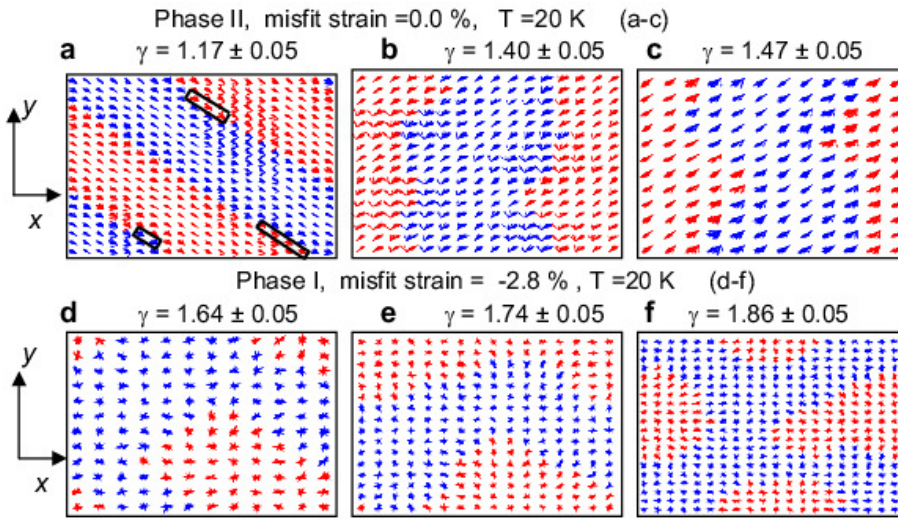 Phase II, misfit strain =0.0 %, T =20 K (a-c)
a γ = 1.17 ± 0.05 b γ = 1.40 ± 0.05 c γ = 1.47 ± 0.05
y
x
Phase I, misfit strain = -2.8 % , T =20 K (d-f)
d γ = 1.64 ± 0.05 e γ = 1.74 ± 0.05 f γ = 1.86 ± 0.05
y
x